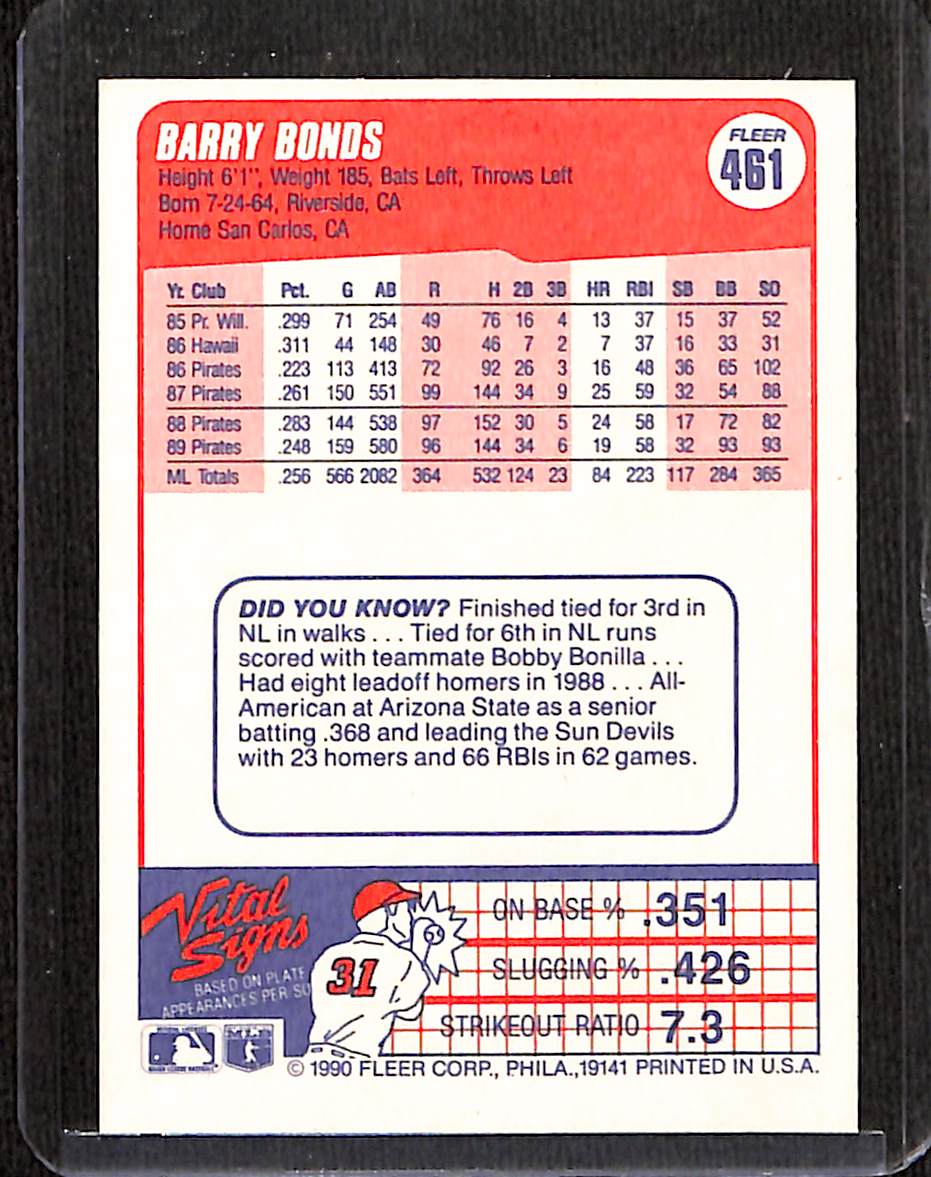 BARRY BONDS
FLEER
461
Height 6'1", Weight 185, Bats Left, Throws Left
Born 7-24-64, Riverside, CA
Home San Carlos, CA
Yr. Club Pct. G AB R H 2B 3B HR RBI SB BB SO
85 Pr. Will. .299 71 254 49 76 16 4 13 37 15 37 52
86 Hawaii .311 44 148 30 46 7 2 7 37 16 33 31
86 Pirates .223 113 413 72 92 26 3 16 48 36 65 102
87 Pirates .261 150 551 99 144 34 9 25 59 32 54 88
88 Pirates .283 144 538 97 152 30 5 24 58 17 72 82
89 Pirates .248 159 580 96 144 34 6 19 58 32 93 93
ML Totals .256 566 2082 364 532 124 23 84 223 117 284 365
DID YOU KNOW? Finished tied for 3rd in
NL in walks . . . Tied for 6th in NL runs
scored with teammate Bobby Bonilla . . .
Had eight leadoff homers in 1988 . . . All-
American at Arizona State as a senior
batting .368 and leading the Sun Devils
with 23 homers and 66 RBIs in 62 games.
Vital
Signs
BASED ON PLATE
APPEARANCES PER SU
31
ON BASE % .351
SLUGGING % .426
STRIKEOUT RATIO 7.3
© 1990 FLEER CORP., PHILA.,19141 PRINTED IN U.S.A.